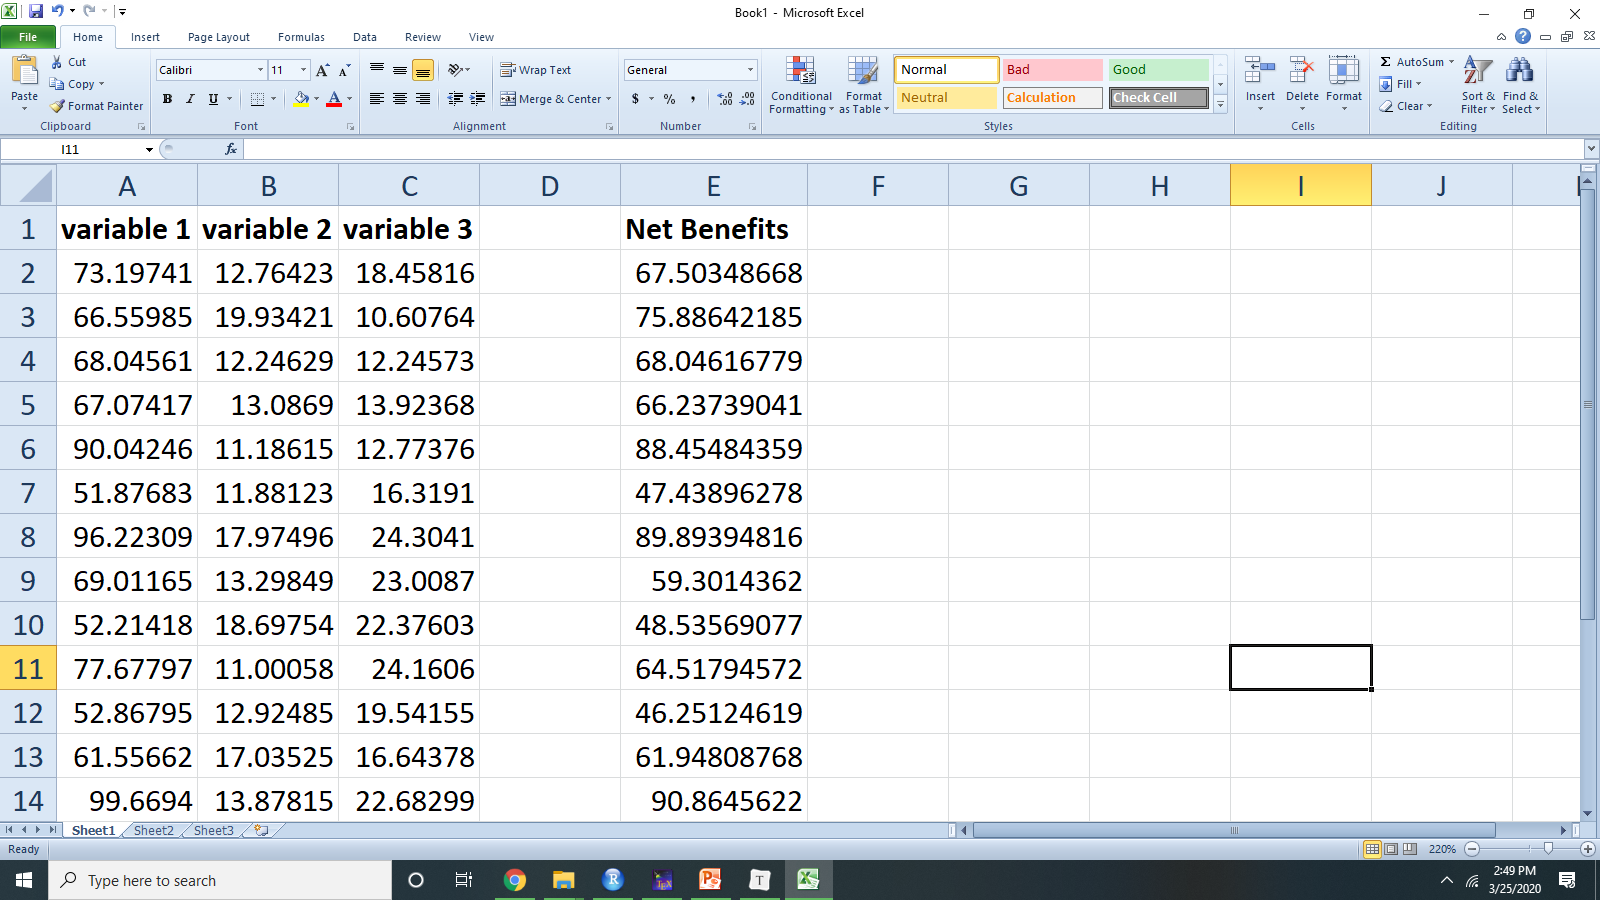 Book1 - Microsoft Excel
File Home Insert Page Layout Formulas Data Review View
Paste
Cut
Copy
Format Painter
Clipboard
Calibri 11
B I U
Font
Wrap Text
Merge & Center
Alignment
General
$ % ,
Number
Conditional Formatting
Format as Table
Normal Bad Good
Neutral Calculation Check Cell
Styles
Insert Delete Format
Cells
Σ AutoSum
Fill
Clear
Sort & Filter
Find & Select
Editing
I11 fx
A B C D E F G H I J
1 variable 1 variable 2 variable 3 Net Benefits
2 73.19741 12.76423 18.45816 67.50348668
3 66.55985 19.93421 10.60764 75.88642185
4 68.04561 12.24629 12.24573 68.04616779
5 67.07417 13.0869 13.92368 66.23739041
6 90.04246 11.18615 12.77376 88.45484359
7 51.87683 11.88123 16.3191 47.43896278
8 96.22309 17.97496 24.3041 89.89394816
9 69.01165 13.29849 23.0087 59.3014362
10 52.21418 18.69754 22.37603 48.53569077
11 77.67797 11.00058 24.1606 64.51794572
12 52.86795 12.92485 19.54155 46.25124619
13 61.55662 17.03525 16.64378 61.94808768
14 99.6694 13.87815 22.68299 90.8645622
Sheet1 Sheet2 Sheet3
Ready 220%
Type here to search
2:49 PM
3/25/2020